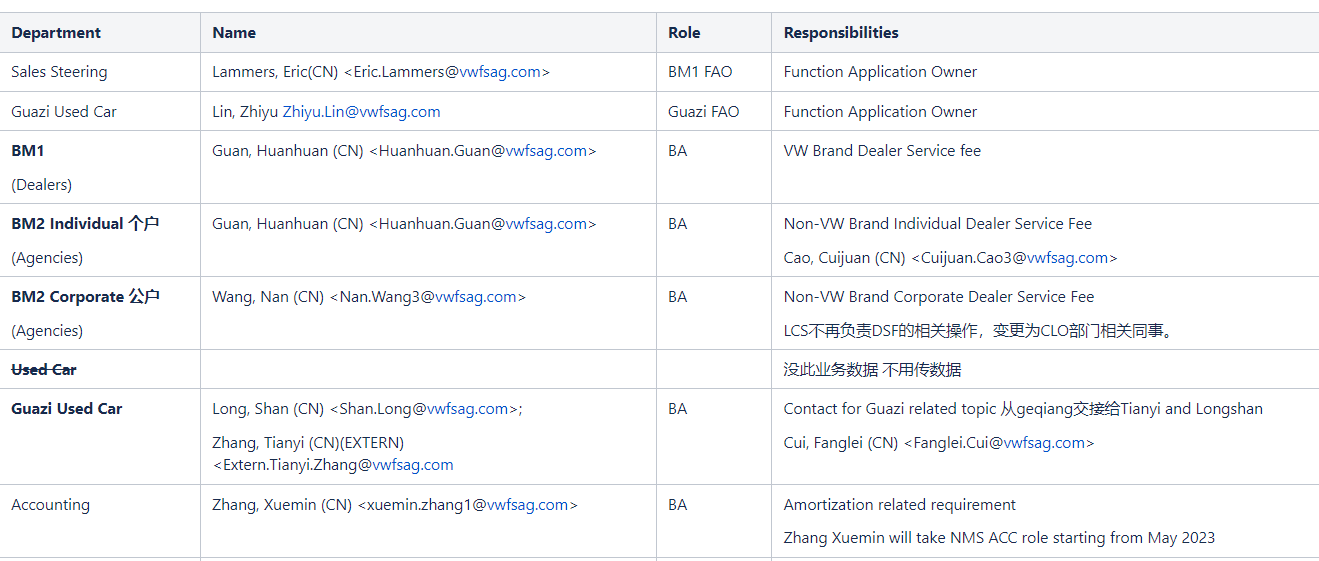 Department Name Role Responsibilities
Sales Steering Lammers, Eric(CN) <Eric.Lammers@vwfsag.com> BM1 FAO Function Application Owner
Guazi Used Car Lin, Zhiyu Zhiyu.Lin@vwfsag.com Guazi FAO Function Application Owner
BM1 Guan, Huanhuan (CN) <Huanhuan.Guan@vwfsag.com> BA VW Brand Dealer Service fee
(Dealers)
BM2 Individual 个户 Guan, Huanhuan (CN) <Huanhuan.Guan@vwfsag.com> BA Non-VW Brand Individual Dealer Service Fee
(Agencies) Cao, Cuijuan (CN) <Cuijuan.Cao3@vwfsag.com>
BM2 Corporate 公户 Wang, Nan (CN) <Nan.Wang3@vwfsag.com> BA Non-VW Brand Corporate Dealer Service Fee
(Agencies) LCS不再负责DSF的相关操作，变更为CLO部门相关同事。
Used Car 没此业务数据 不用传数据
Guazi Used Car Long, Shan (CN) <Shan.Long@vwfsag.com>; BA Contact for Guazi related topic 从geqiang交接给Tianyi and Longshan
Zhang, Tianyi (CN)(EXTERN) Cui, Fanglei (CN) <Fanglei.Cui@vwfsag.com>
<Extern.Tianyi.Zhang@vwfsag.com
Accounting Zhang, Xuemin (CN) <xuemin.zhang1@vwfsag.com> BA Amortization related requirement
Zhang Xuemin will take NMS ACC role starting from May 2023